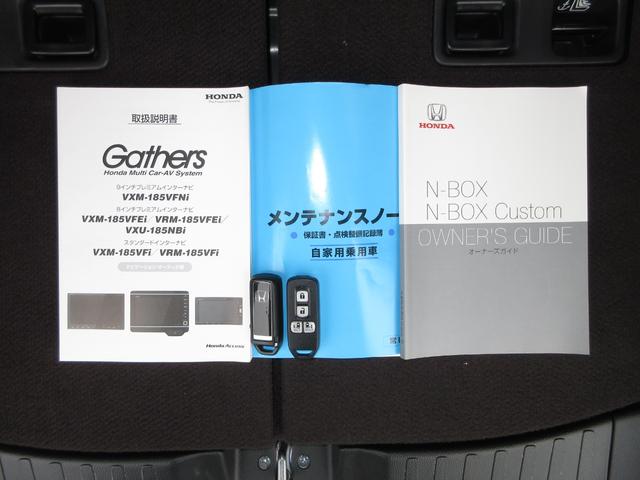 HONDA
The Power of Dreams
取扱説明書
Gathers
Honda Multi Car-AV System
9インチプレミアムインターナビ
VXM-185VFNi
8インチプレミアムインターナビ
VXM-185VFEi VRM-185VFEi/
VXU-185NBi
スタンダードインターナビ
VXM-185VFi VRM-185VFi
Honda Access
メンテナンスノー
●保証書・点検整備記録簿
自家用乗用車
HONDA
N-BOX
N-BOX Custom
OWNER'S GUIDE
オーナーズガイド